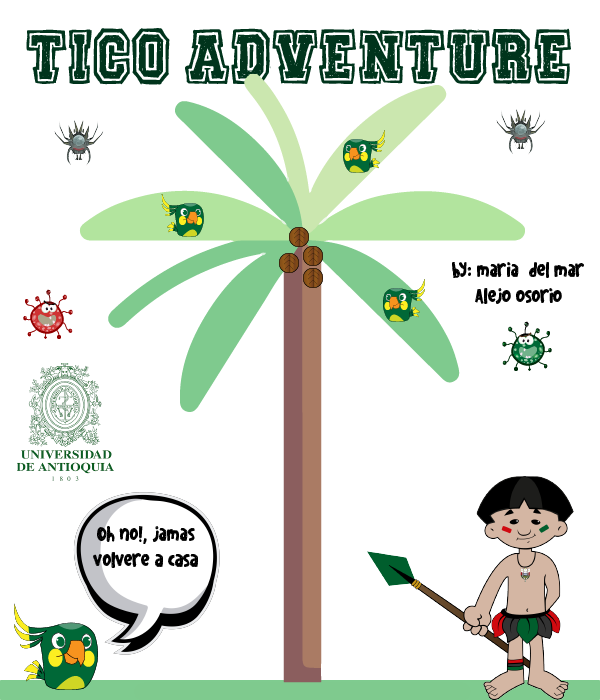 TICO ADVENTURE
by: maria del mar
Alejo osorio
UNIVERSIDAD
DE ANTIOQUIA
1803
Oh no!, jamas
volvere a casa